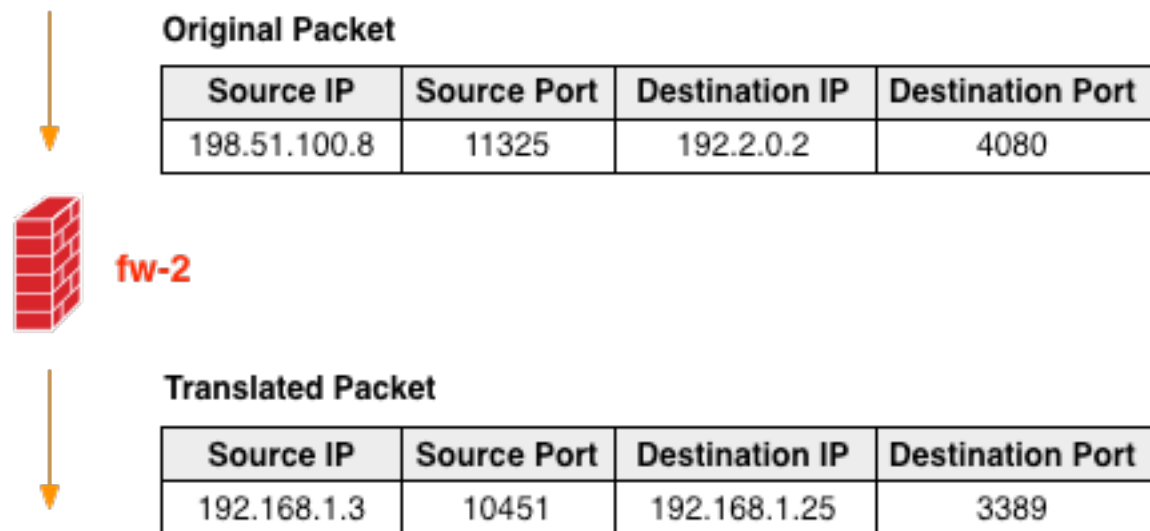 Original Packet
Source IP Source Port Destination IP Destination Port
198.51.100.8 11325 192.2.0.2 4080
fw-2
Translated Packet
Source IP Source Port Destination IP Destination Port
192.168.1.3 10451 192.168.1.25 3389